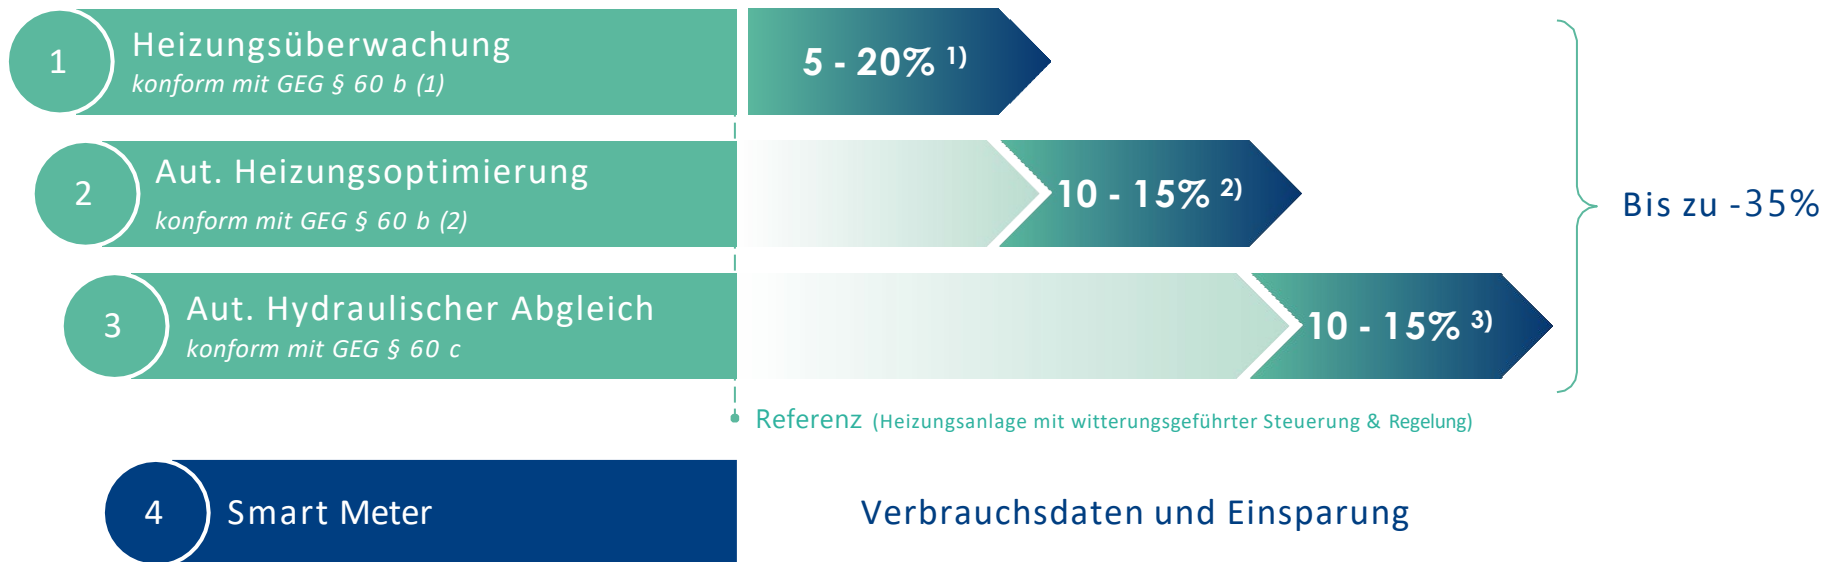 1
Heizungsüberwachung
konform mit GEG § 60 b (1)
5 - 20% 1)
2
Aut. Heizungsoptimierung
konform mit GEG § 60 b (2)
10 - 15% 2)
Bis zu -35%
3
Aut. Hydraulischer Abgleich
konform mit GEG § 60 c
10 - 15% 3)
Referenz (Heizungsanlage mit witterungsgeführter Steuerung & Regelung)
4
Smart Meter
Verbrauchsdaten und Einsparung